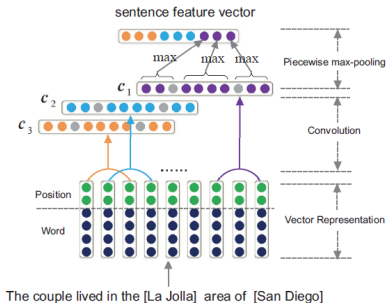 sentence feature vector
max
max
max
Piecewise max-pooling
c1
c2
c3
Convolution
......
Position
Word
Vector Representation
The couple lived in the [La Jolla] area of [San Diego]